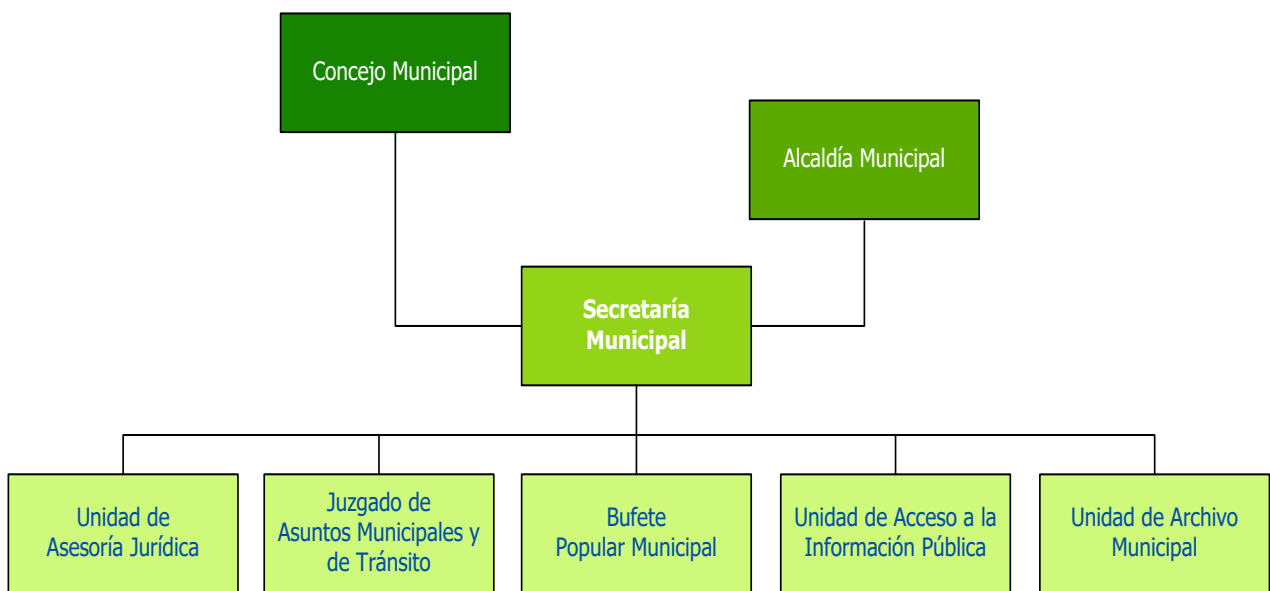 Concejo Municipal
Alcaldía Municipal
Secretaría
Municipal
Unidad de
Asesoría Jurídica
Juzgado de
Asuntos Municipales y
de Tránsito
Bufete
Popular Municipal
Unidad de Acceso a la
Información Pública
Unidad de Archivo
Municipal